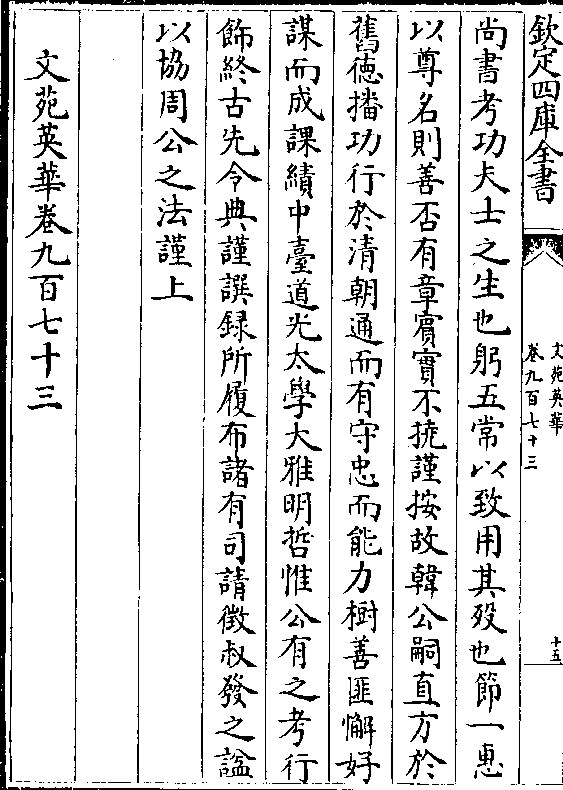 欽定四庫全書
文苑英華
卷九百七十三
十五
尚書考功夫士之生也躬五常以致用其歿也節一惠
以尊名則善否有章賔實不撓謹按故韓公嗣直方於
舊德播功行於清朝通而有守忠而能力樹善匪懈好
謀而成課績中臺道光太學大雅明哲惟公有之考行
飾終古先令典謹譔録所履布諸有司請徵叔發之諡
以協周公之法謹上
文苑英華卷九百七十三